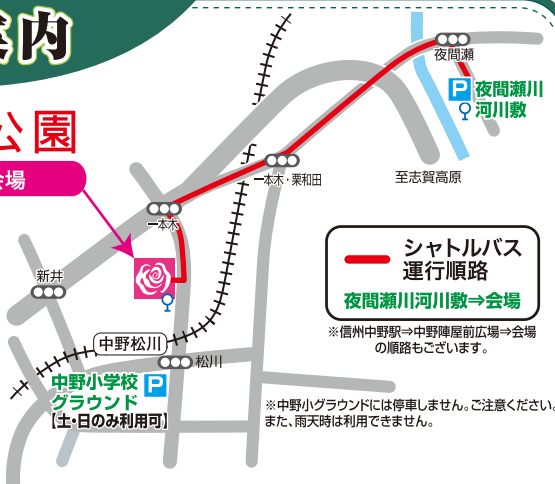 案内
公園
会場
夜間瀬
P 夜間瀬川
河川敷
一本木・栗和田
至志賀高原
一本木
新井
シャトルバス
運行順路
夜間瀬川河川敷⇒会場
※信州中野駅⇒中野陣屋前広場⇒会場
の順路もございます。
中野松川
松川
中野小学校 P
グラウンド
【土・日のみ利用可】
※中野小グラウンドには停車しません。ご注意ください。
また、雨天時は利用できません。